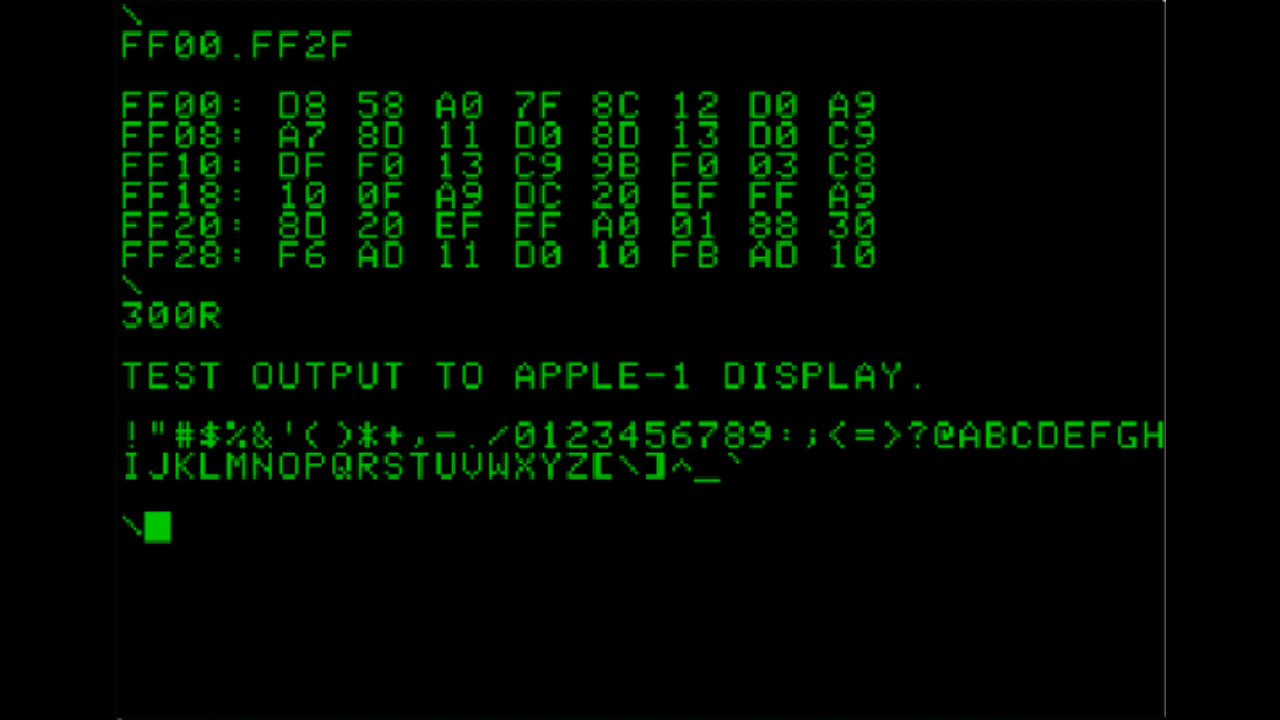 \
FF00.FF2F
FF00: D8 58 A0 7F 8C 12 D0 A9
FF08: A7 8D 11 D0 8D 13 D0 C9
FF10: DF F0 13 C9 9B F0 03 C8
FF18: 10 0F A9 DC 20 EF FF A9
FF20: 8D 20 EF FF A0 01 88 30
FF28: F6 AD 11 D0 10 FB AD 10
\
300R
TEST OUTPUT TO APPLE-1 DISPLAY.
!"#$%&'()*+,-./0123456789:;<=>?@ABCDEFGH
IJKLMNOPQRSTUVWXYZ[\]^_`
\